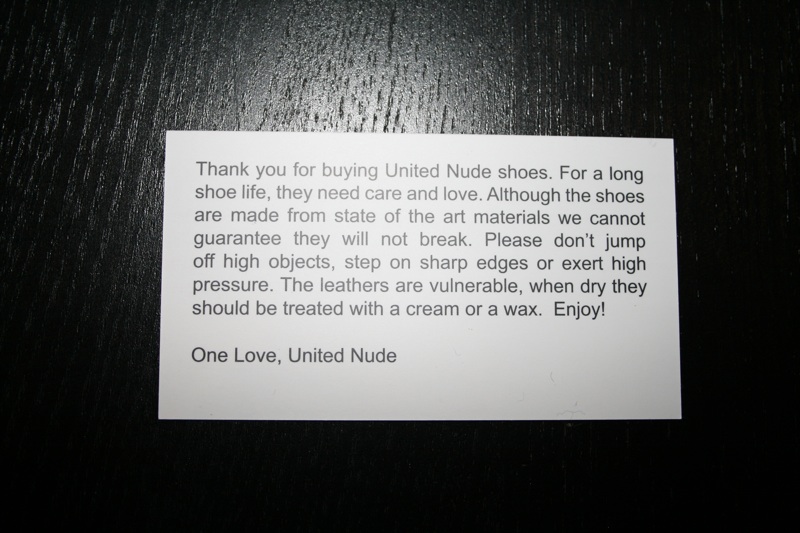 Thank you for buying United Nude shoes. For a long
shoe life, they need care and love. Although the shoes
are made from state of the art materials we cannot
guarantee they will not break. Please don't jump
off high objects, step on sharp edges or exert high
pressure. The leathers are vulnerable, when dry they
should be treated with a cream or a wax.  Enjoy!
One Love, United Nude